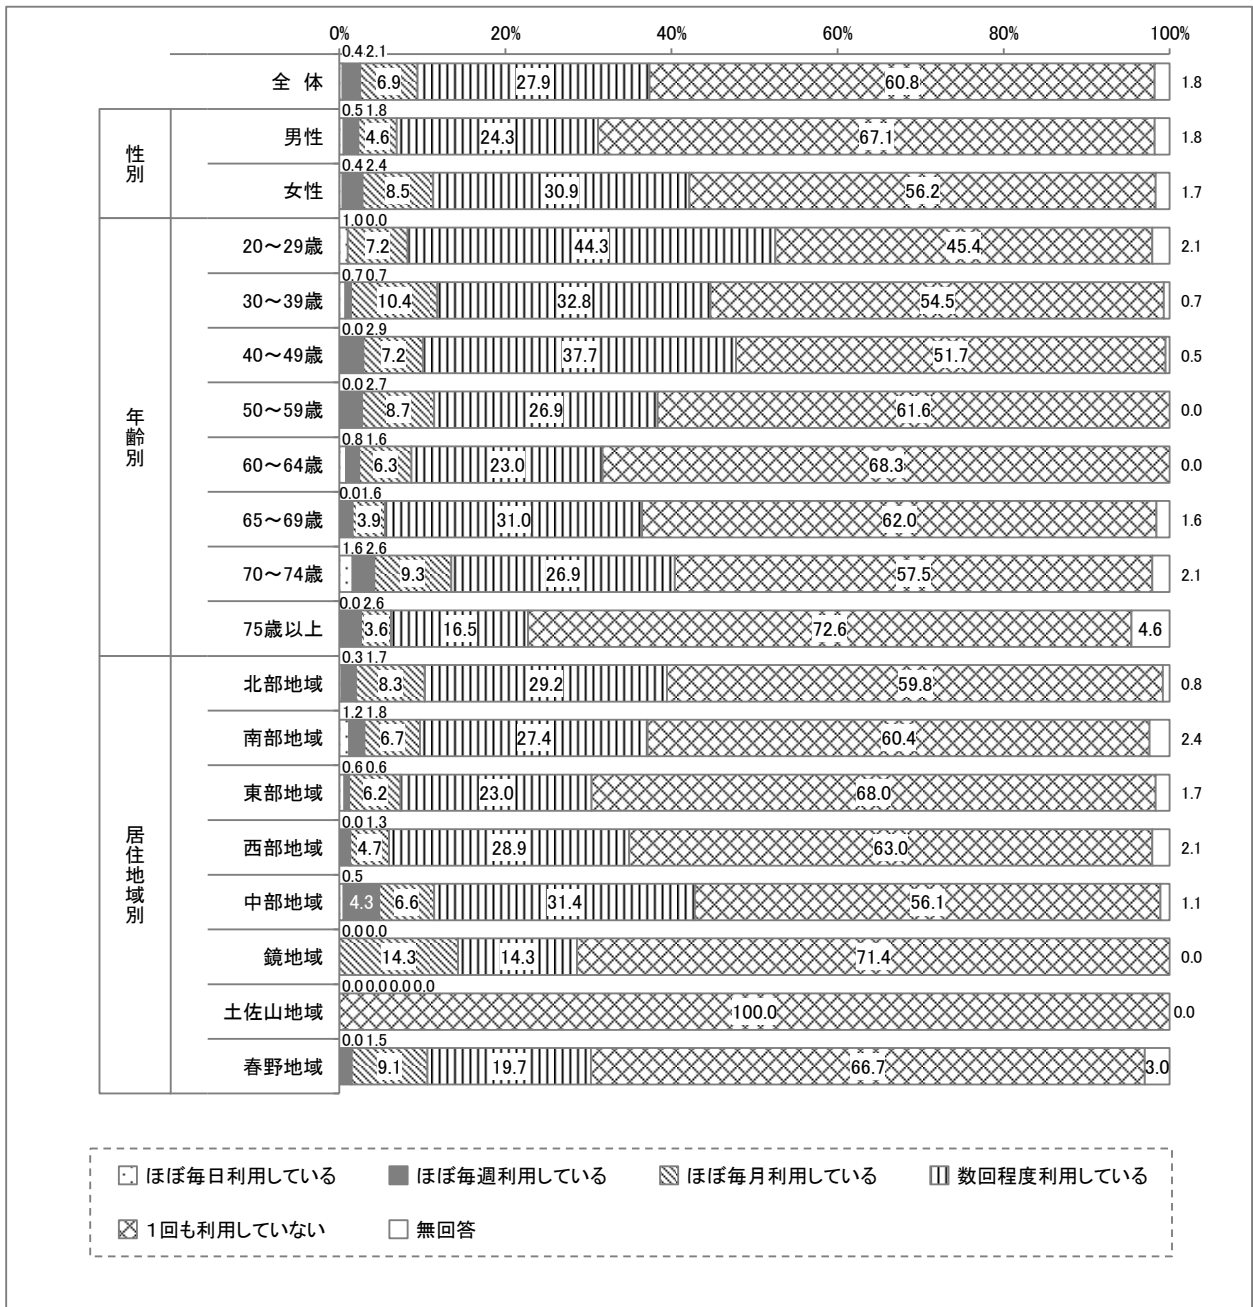 0% 20% 40% 60% 80% 100%
0.4 2.1
全 体 6.9 27.9 60.8 1.8
性別
0.5 1.8
男性 4.6 24.3 67.1 1.8
0.4 2.4
女性 8.5 30.9 56.2 1.7
年齢別
1.0 0.0
20～29歳 7.2 44.3 45.4 2.1
0.7 0.7
30～39歳 10.4 32.8 54.5 0.7
0.0 2.9
40～49歳 7.2 37.7 51.7 0.5
0.0 2.7
50～59歳 8.7 26.9 61.6 0.0
0.8 1.6
60～64歳 6.3 23.0 68.3 0.0
0.0 1.6
65～69歳 3.9 31.0 62.0 1.6
1.6 2.6
70～74歳 9.3 26.9 57.5 2.1
0.0 2.6
75歳以上 3.6 16.5 72.6 4.6
居住地域別
0.3 1.7
北部地域 8.3 29.2 59.8 0.8
1.2 1.8
南部地域 6.7 27.4 60.4 2.4
0.6 0.6
東部地域 6.2 23.0 68.0 1.7
0.0 1.3
西部地域 4.7 28.9 63.0 2.1
0.5
中部地域 4.3 6.6 31.4 56.1 1.1
0.0 0.0
鏡地域 14.3 14.3 71.4 0.0
0.0 0.0 0.0 0.0
土佐山地域 100.0 0.0
0.0 1.5
春野地域 9.1 19.7 66.7 3.0
ほぼ毎日利用している ほぼ毎週利用している ほぼ毎月利用している 数回程度利用している
１回も利用していない 無回答